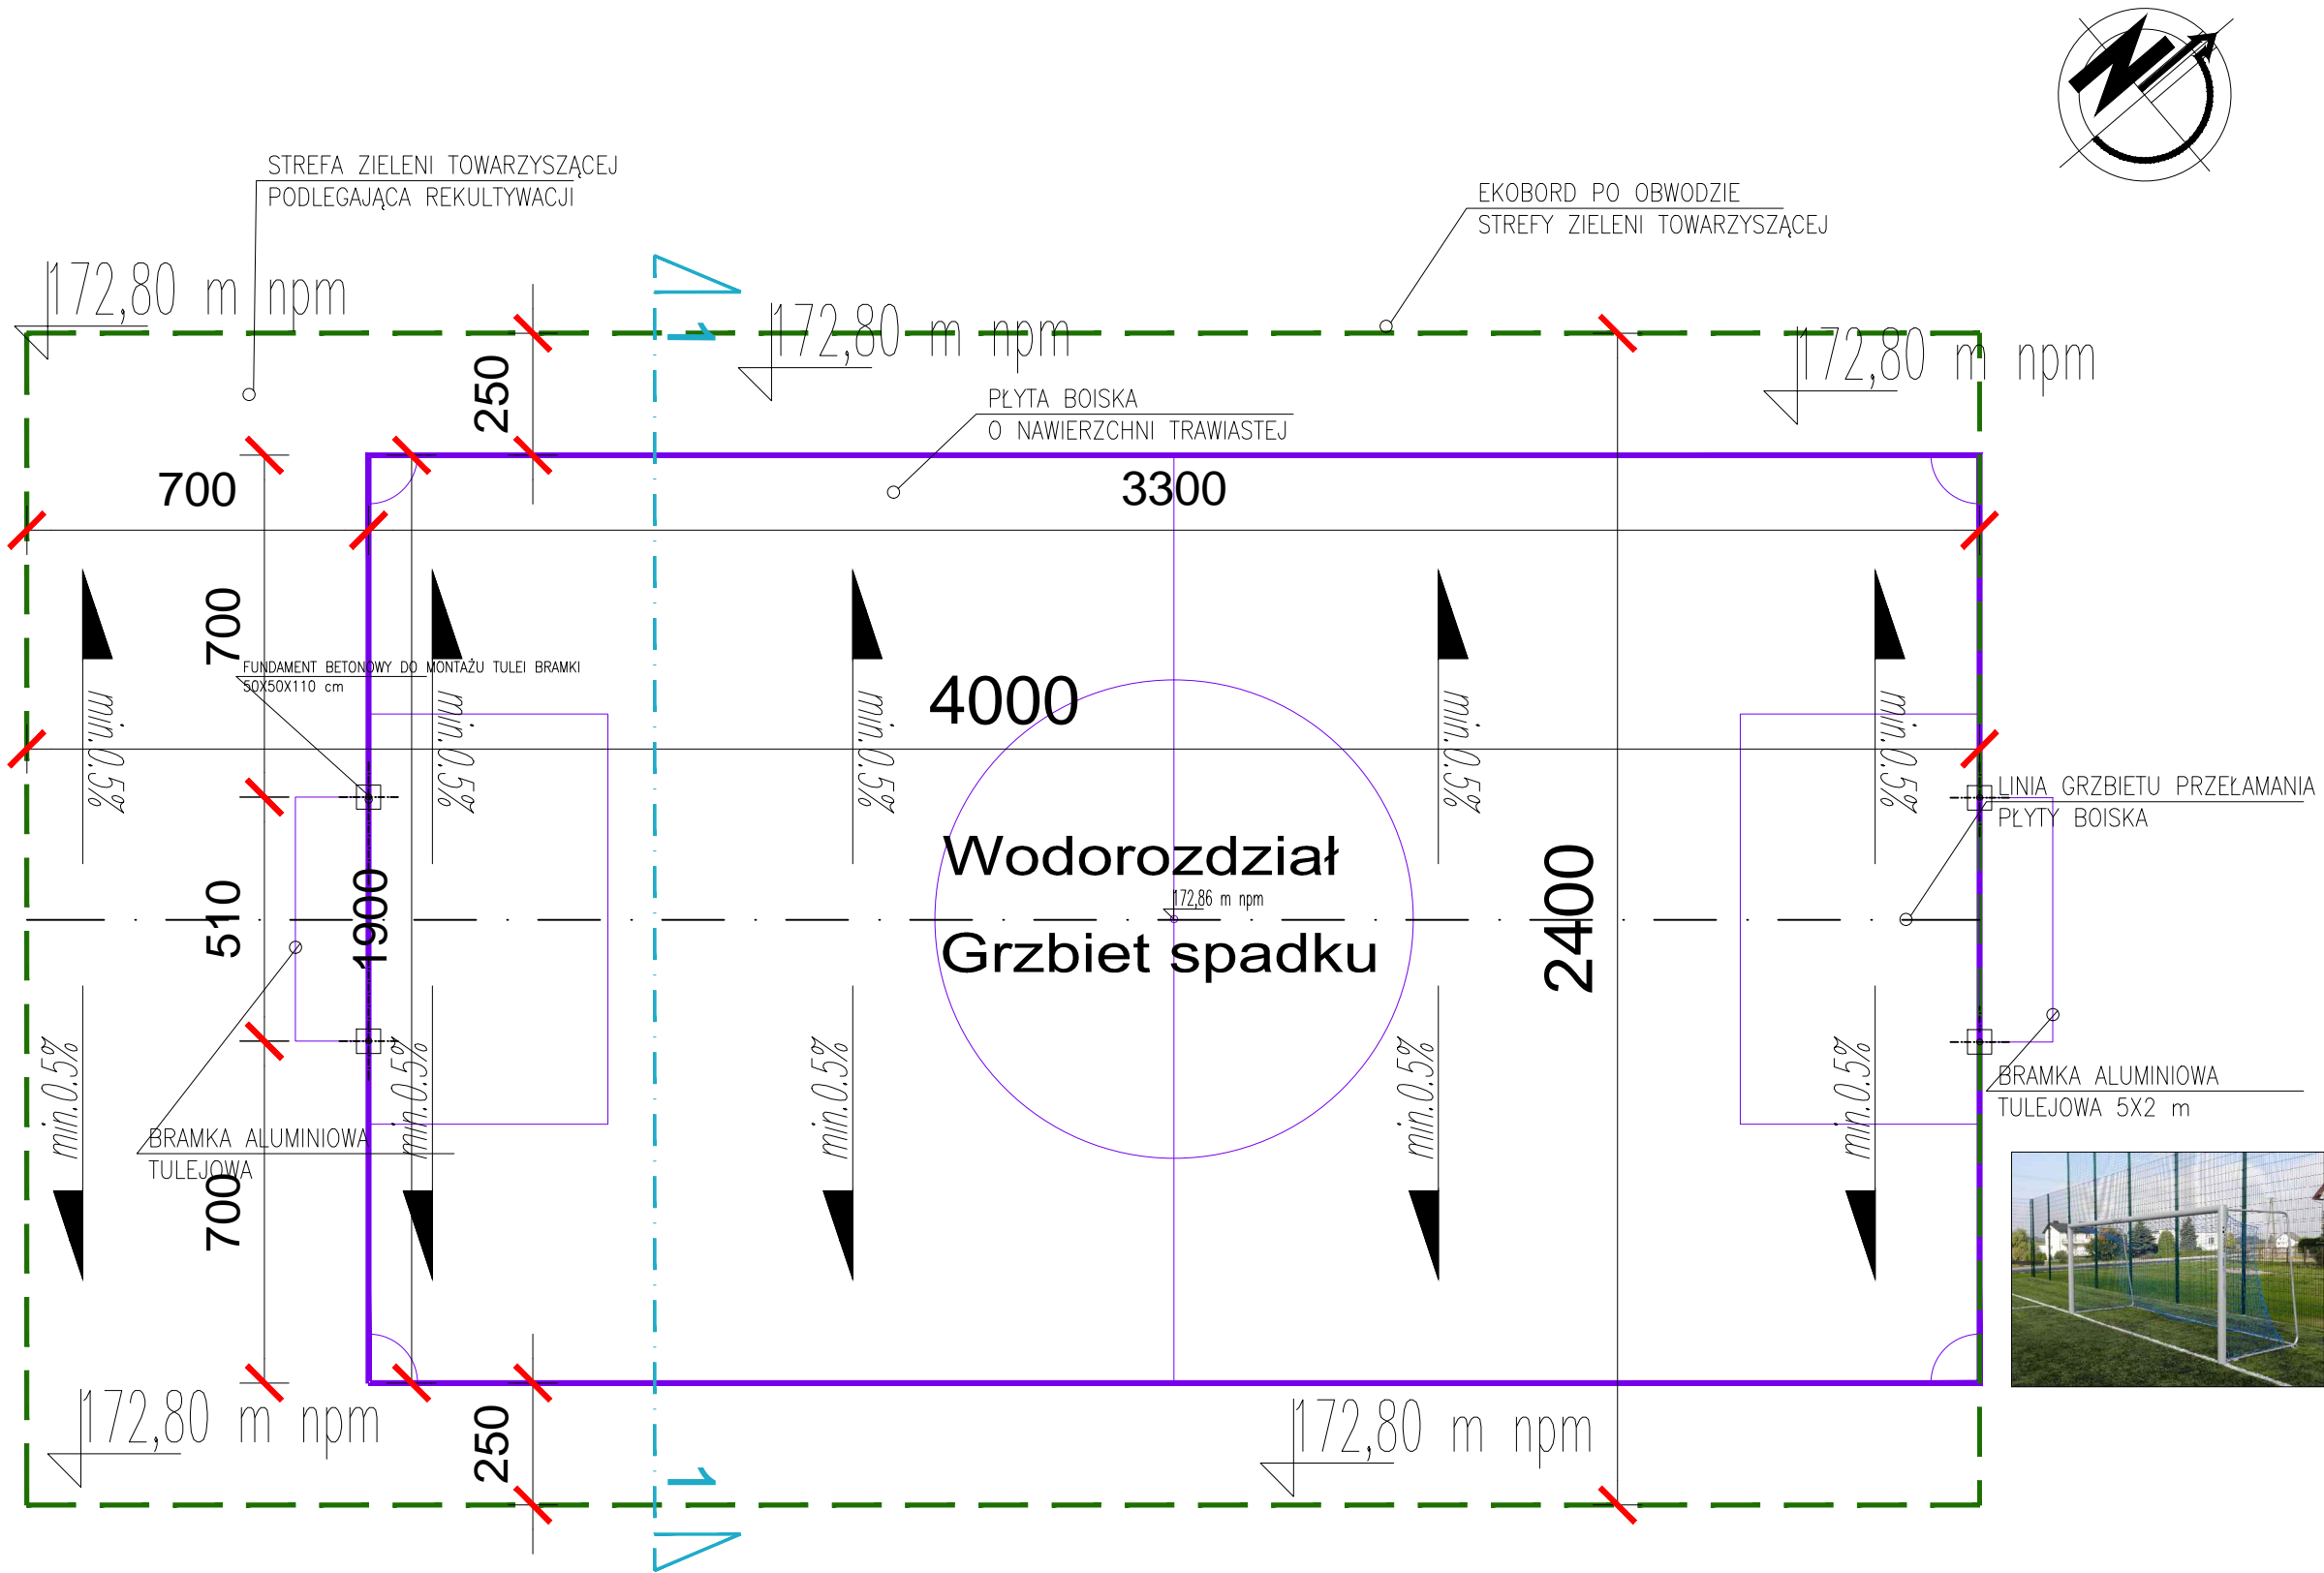 N
STREFA ZIELENI TOWARZYSZĄCEJ
PODLEGAJĄCA REKULTYWACJI
EKOBORD PO OBWODZIE
STREFY ZIELENI TOWARZYSZĄCEJ
172,80 m npm
172,80 m npm
172,80 m npm
1
250
PŁYTA BOISKA
O NAWIERZCHNI TRAWIASTEJ
700
3300
700
FUNDAMENT BETONOWY DO MONTAŻU TULEI BRAMKI
50X50X110 cm
4000
min.0.5%
min.0.5%
min.0.5%
min.0.5%
min.0.5%
LINIA GRZBIETU PRZEŁAMANIA
PŁYTY BOISKA
Wodorozdział
172,86 m npm
Grzbiet spadku
510
1900
2400
min.0.5%
min.0.5%
min.0.5%
min.0.5%
min.0.5%
BRAMKA ALUMINIOWA
TULEJOWA 5X2 m
BRAMKA ALUMINIOWA
TULEJOWA
700
172,80 m npm
172,80 m npm
250
1